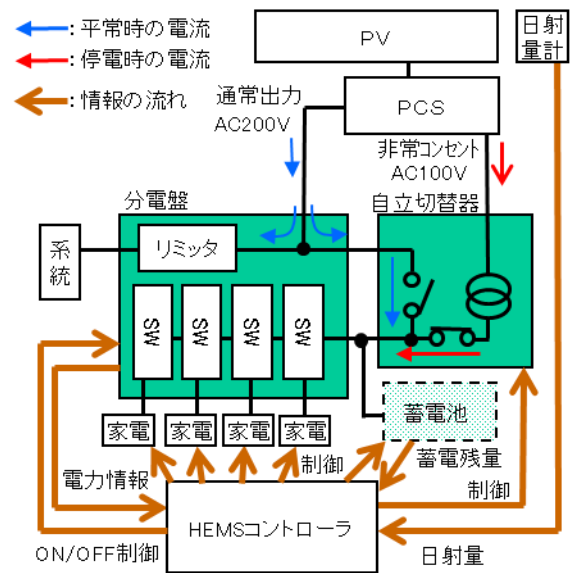 ：平常時の電流
：停電時の電流
：情報の流れ
PV
日射
量計
PCS
通常出力
AC200V
非常コンセント
AC100V
分電盤
自立切替器
系
統
リミッタ
SW
SW
SW
SW
家電
家電
家電
家電
蓄電池
電力情報
制御
蓄電残量
制御
HEMSコントローラ
ON/OFF制御
日射量